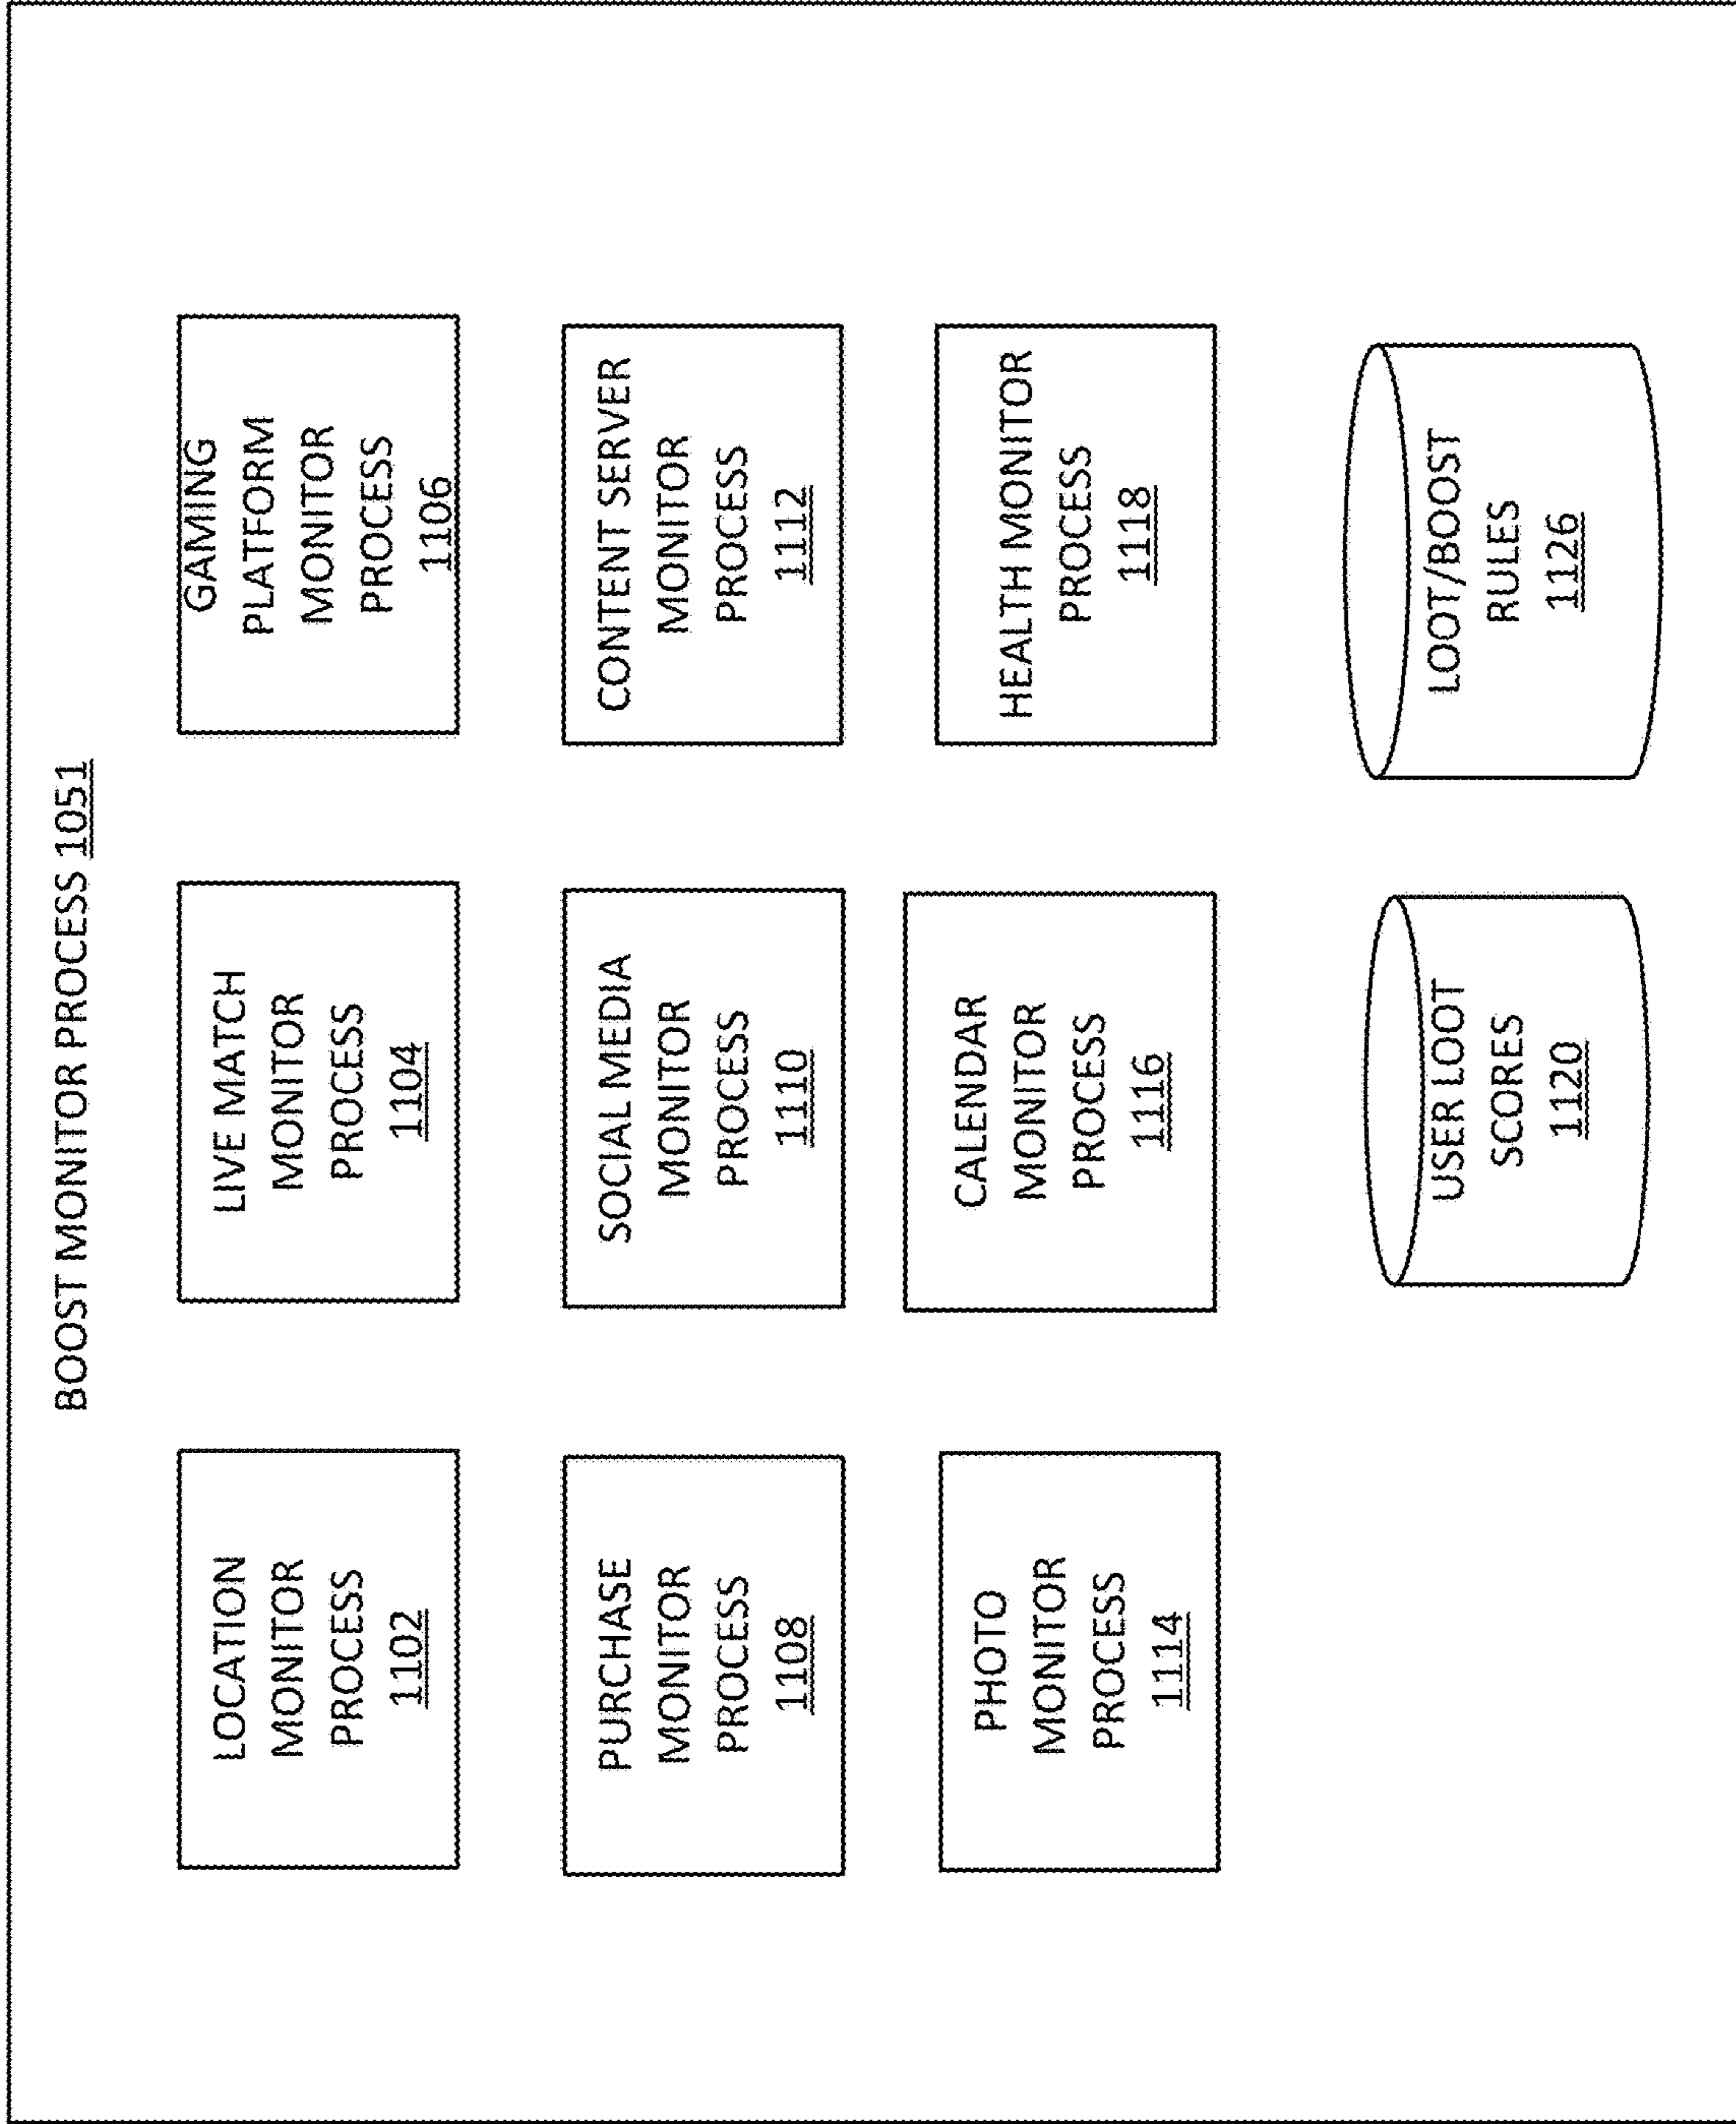 BOOST MONITOR PROCESS 1051
LOCATION
MONITOR
PROCESS
1102
LIVE MATCH
MONITOR
PROCESS
1104
GAMING
PLATFORM
MONITOR
PROCESS
1106
PURCHASE
MONITOR
PROCESS
1108
SOCIAL MEDIA
MONITOR
PROCESS
1110
CONTENT SERVER
MONITOR
PROCESS
1112
PHOTO
MONITOR
PROCESS
1114
CALENDAR
MONITOR
PROCESS
1116
HEALTH MONITOR
PROCESS
1118
USER LOOT
SCORES
1120
LOOT/BOOST
RULES
1126